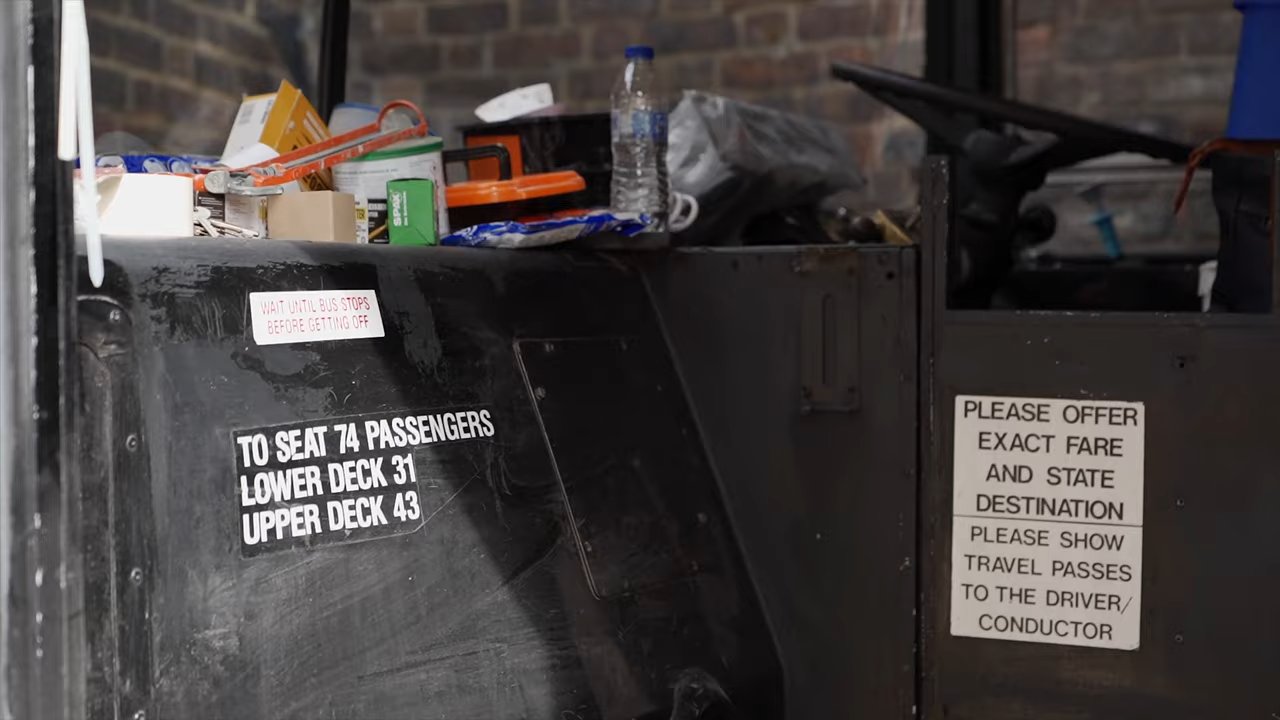 SPAX
WAIT UNTIL BUS STOPS
BEFORE GETTING OFF
TO SEAT 74 PASSENGERS
LOWER DECK 31
UPPER DECK 43
PLEASE OFFER
EXACT FARE
AND STATE
DESTINATION
PLEASE SHOW
TRAVEL PASSES
TO THE DRIVER/
CONDUCTOR